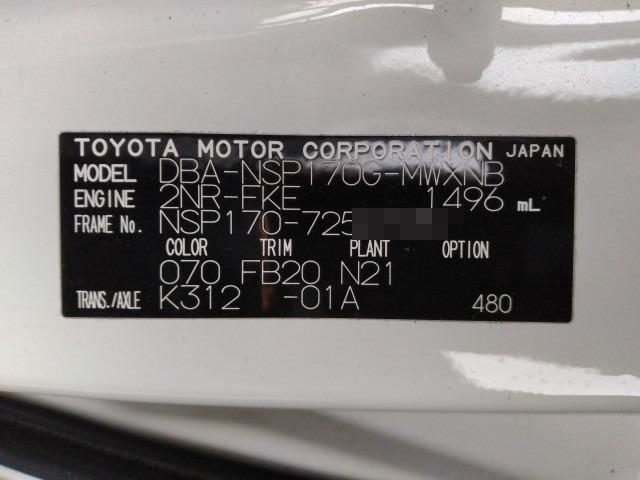 TOYOTA MOTOR CORPORATION JAPAN
MODEL DBA-NSP170G-MWXNB
ENGINE 2NR-FKE 1496 mL
FRAME No. NSP170-725
COLOR TRIM PLANT OPTION
070 FB20 N21
TRANS./AXLE K312 -01A 480